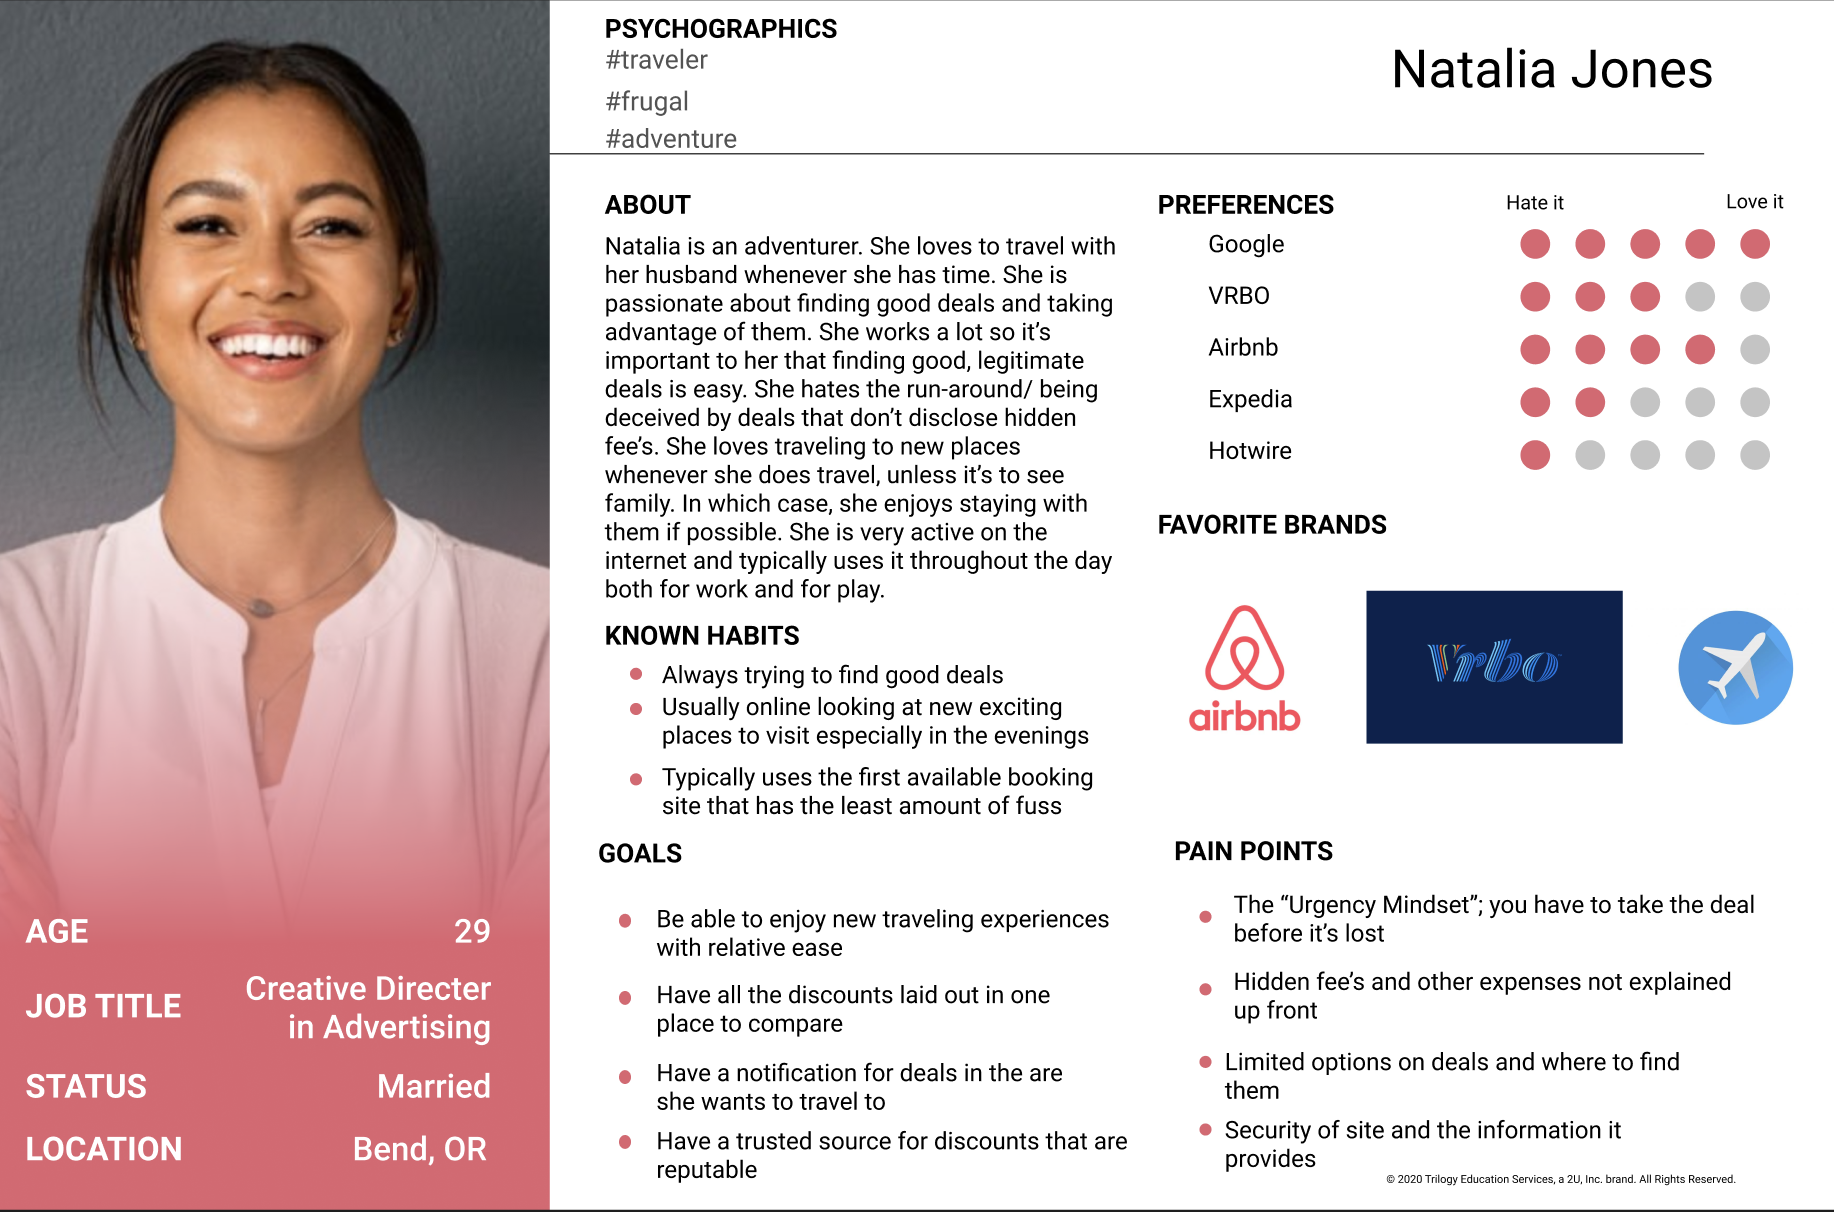 PSYCHOGRAPHICS
#traveler
#frugal
#adventure
Natalia Jones
ABOUT
Natalia is an adventurer. She loves to travel with
her husband whenever she has time. She is
passionate about finding good deals and taking
advantage of them. She works a lot so it’s
important to her that finding good, legitimate
deals is easy. She hates the run-around/ being
deceived by deals that don’t disclose hidden
fee’s. She loves traveling to new places
whenever she does travel, unless it’s to see
family. In which case, she enjoys staying with
them if possible. She is very active on the
internet and typically uses it throughout the day
both for work and for play.
KNOWN HABITS
Always trying to find good deals
Usually online looking at new exciting
places to visit especially in the evenings
Typically uses the first available booking
site that has the least amount of fuss
GOALS
Be able to enjoy new traveling experiences
with relative ease
Have all the discounts laid out in one
place to compare
Have a notification for deals in the are
she wants to travel to
Have a trusted source for discounts that are
reputable
PREFERENCES
Hate it Love it
Google
VRBO
Airbnb
Expedia
Hotwire
FAVORITE BRANDS
airbnb
Vrbo
PAIN POINTS
The “Urgency Mindset”; you have to take the deal
before it’s lost
Hidden fee’s and other expenses not explained
up front
Limited options on deals and where to find
them
Security of site and the information it
provides
© 2020 Trilogy Education Services, a 2U, Inc. brand. All Rights Reserved.
AGE 29
JOB TITLE Creative Directer
in Advertising
STATUS Married
LOCATION Bend, OR